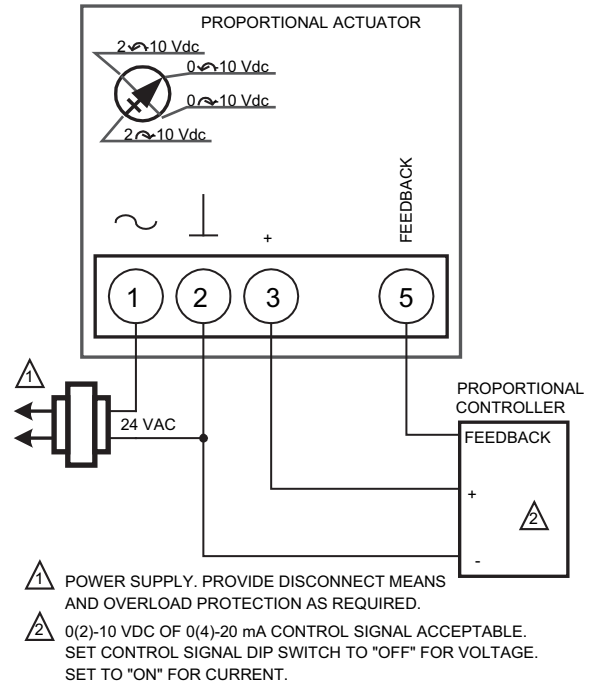 PROPORTIONAL ACTUATOR
2 10 Vdc
0 10 Vdc
0 10 Vdc
2 10 Vdc
+
FEEDBACK
1
2
3
5
1
24 VAC
PROPORTIONAL
CONTROLLER
FEEDBACK
+
2
-
1 POWER SUPPLY. PROVIDE DISCONNECT MEANS
AND OVERLOAD PROTECTION AS REQUIRED.
2 0(2)-10 VDC OF 0(4)-20 mA CONTROL SIGNAL ACCEPTABLE.
SET CONTROL SIGNAL DIP SWITCH TO "OFF" FOR VOLTAGE.
SET TO "ON" FOR CURRENT.